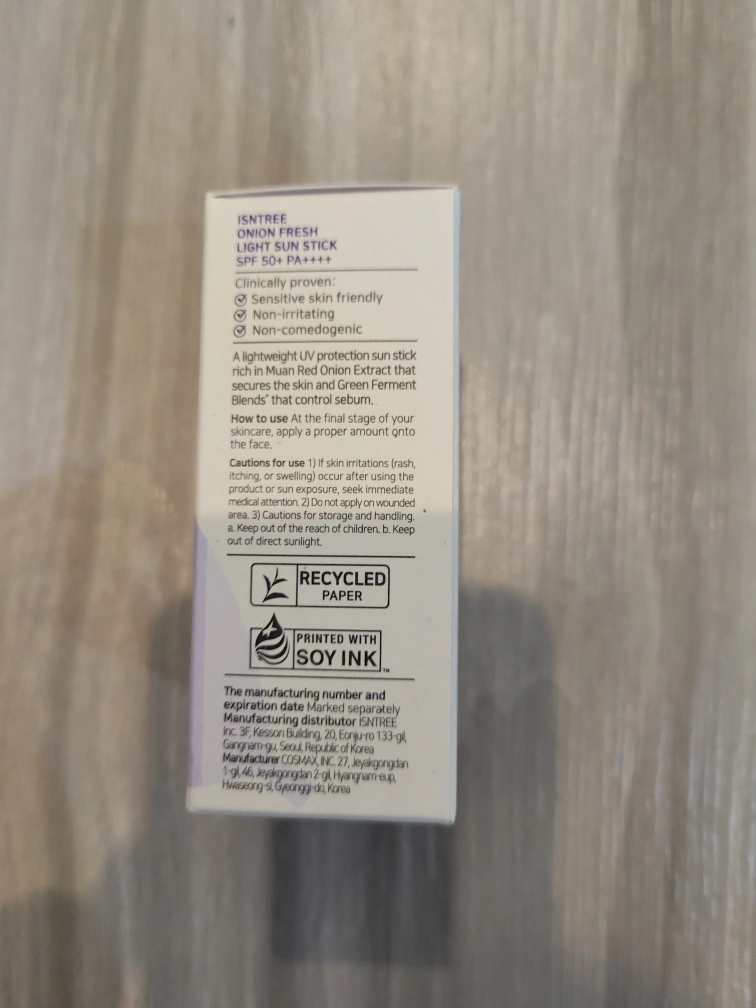 ISNTREE
ONION FRESH
LIGHT SUN STICK
SPF 50+ PA++++
Clinically proven:
Sensitive skin friendly
Non-irritating
Non-comedogenic
A lightweight UV protection sun stick
rich in Muan Red Onion Extract that
secures the skin and Green Ferment
Blends* that control sebum.
How to use At the final stage of your
skincare, apply a proper amount onto
the face.
Cautions for use 1) If skin irritations (rash,
itching, or swelling) occur after using the
product or sun exposure, seek immediate
medical attention. 2) Do not apply on wounded
area. 3) Cautions for storage and handling.
a. Keep out of the reach of children. b. Keep
out of direct sunlight.
RECYCLED
PAPER
PRINTED WITH
SOY INK™
The manufacturing number and
expiration date Marked separately
Manufacturing distributor ISNTREE
Inc. 3F, Kesson Building, 20, Eonju-ro 133-gil,
Gangnam-gu, Seoul, Republic of Korea
Manufacturer COSMAX, INC. 27, Jeyakgongdan
1-gil, 46, Jeyakgongdan 2-gil, Hyangnam-eup,
Hwaseong-si, Gyeonggi-do, Korea